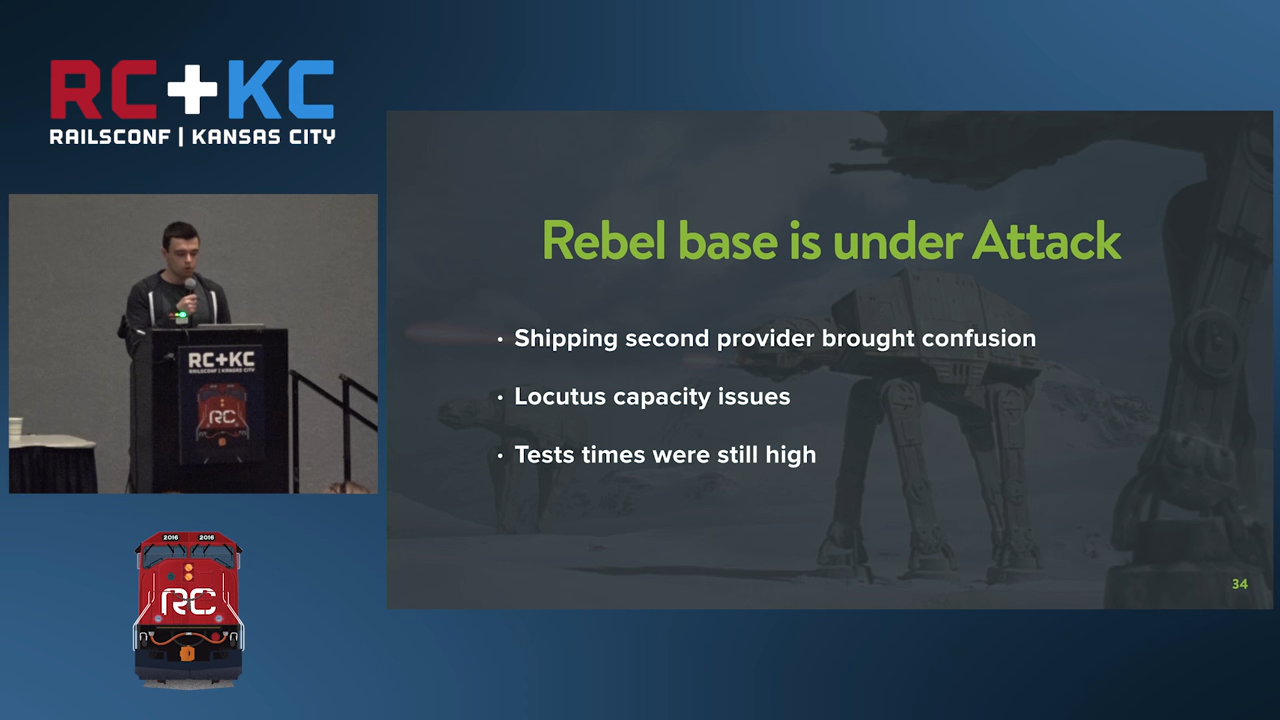 RC+KC
RAILSCONF | KANSAS CITY
Rebel base is under Attack
• Shipping second provider brought confusion
• Locutus capacity issues
• Tests times were still high
34
RC+KC
RAILSCONF | KANSAS CITY
RC
2016 2016
RC